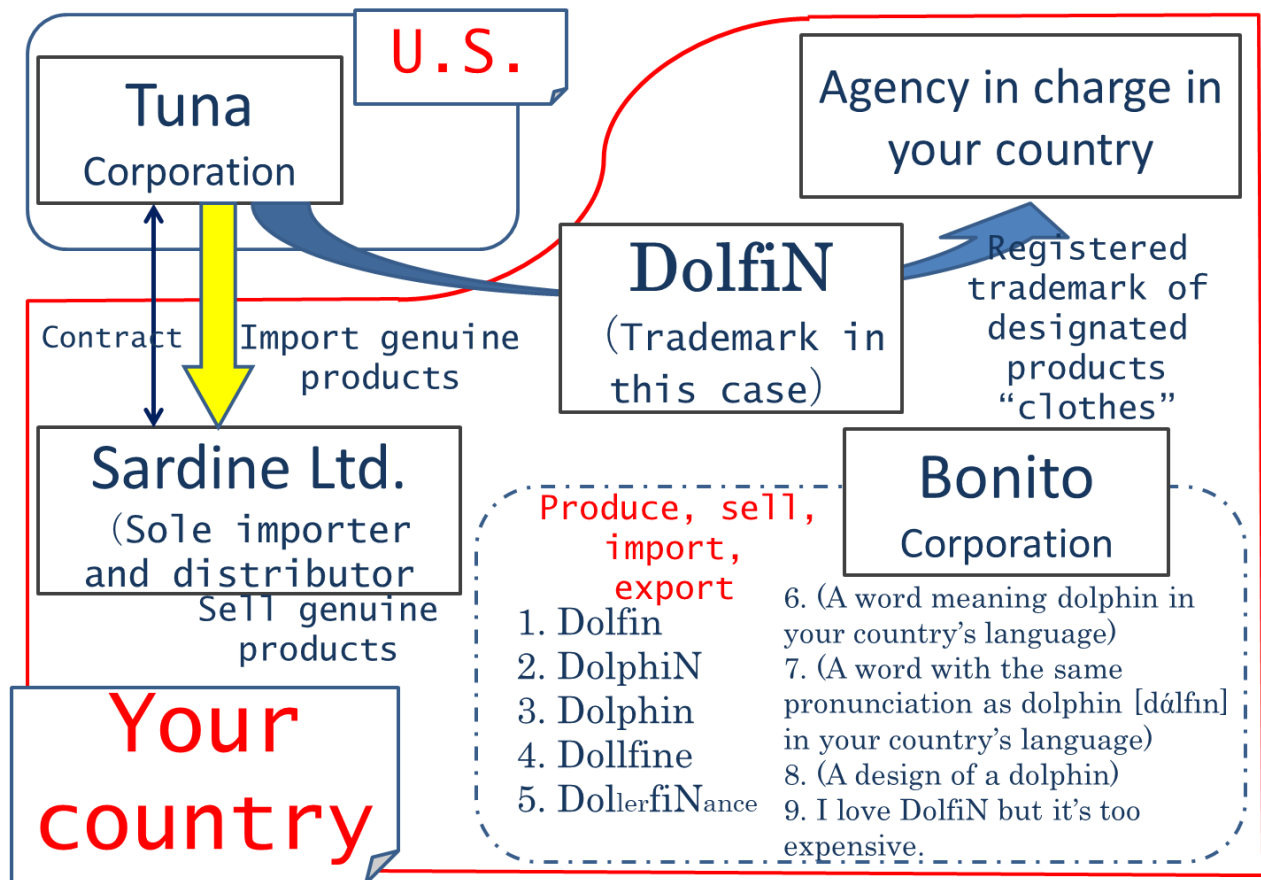 U.S.
Tuna
Corporation
Agency in charge in
your country
DolfiN
（Trademark in
this case）
Registered
trademark of
designated
products
“clothes”
Contract
Import genuine
products
Sardine Ltd.
（Sole importer
and distributor
Sell genuine
products
Your
country
Bonito
Corporation
Produce, sell,
import,
export
1. Dolfin
2. DolphiN
3. Dolphin
4. Dollfine
5. DollerfiNance
6. (A word meaning dolphin in
your country’s language)
7. (A word with the same
pronunciation as dolphin [dάlfɪn]
in your country’s language)
8. (A design of a dolphin)
9. I love DolfiN but it’s too
expensive.